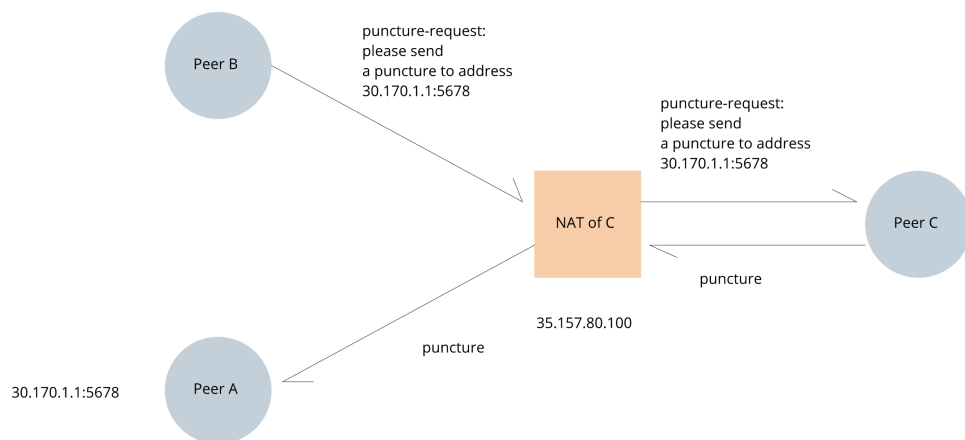 Peer B
puncture-request:
please send
a puncture to address
30.170.1.1:5678
puncture-request:
please send
a puncture to address
30.170.1.1:5678
NAT of C
Peer C
puncture
35.157.80.100
puncture
Peer A
30.170.1.1:5678